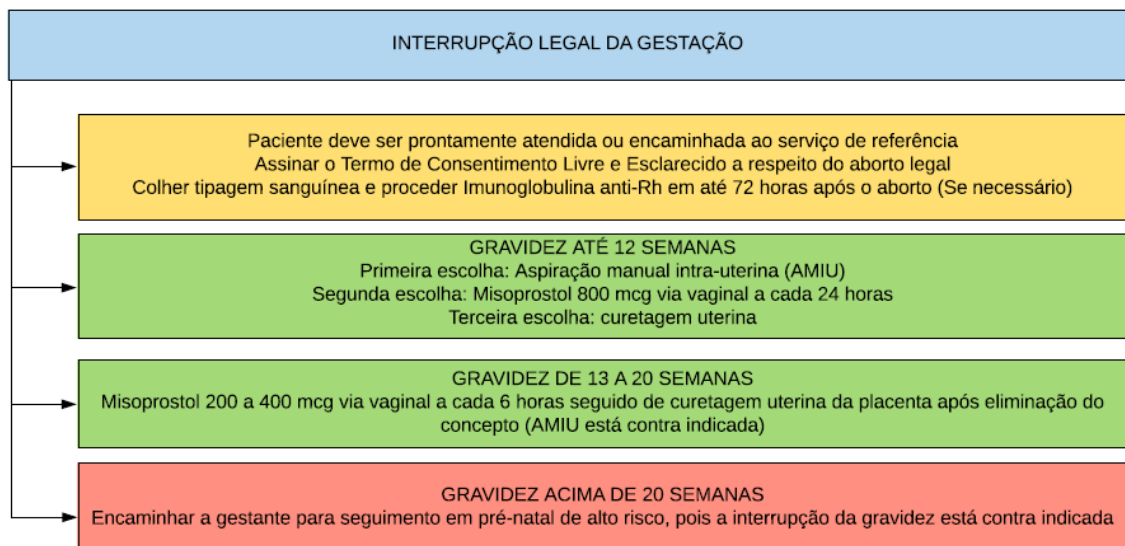 INTERRUPÇÃO LEGAL DA GESTAÇÃO
Paciente deve ser prontamente atendida ou encaminhada ao serviço de referência
Assinar o Termo de Consentimento Livre e Esclarecido a respeito do aborto legal
Colher tipagem sanguínea e proceder Imunoglobulina anti-Rh em até 72 horas após o aborto (Se necessário)
GRAVIDEZ ATÉ 12 SEMANAS
Primeira escolha: Aspiração manual intra-uterina (AMIU)
Segunda escolha: Misoprostol 800 mcg via vaginal a cada 24 horas
Terceira escolha: curetagem uterina
GRAVIDEZ DE 13 A 20 SEMANAS
Misoprostol 200 a 400 mcg via vaginal a cada 6 horas seguido de curetagem uterina da placenta após eliminação do
concepto (AMIU está contra indicada)
GRAVIDEZ ACIMA DE 20 SEMANAS
Encaminhar a gestante para seguimento em pré-natal de alto risco, pois a interrupção da gravidez está contra indicada